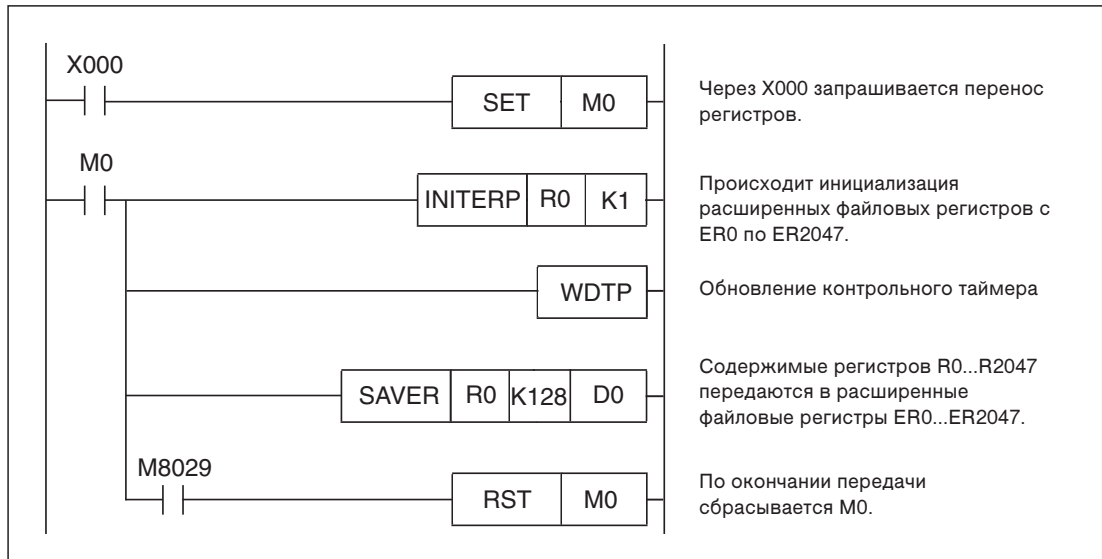 X000
SET M0
Через X000 запрашивается перенос
регистров.
M0
INITERP R0 K1
Происходит инициализация
расширенных файловых регистров с
ER0 по ER2047.
WDTP
Обновление контрольного таймера
SAVER R0 K128 D0
Содержимые регистров R0...R2047
передаются в расширенные
файловые регистры ER0...ER2047.
M8029
RST M0
По окончании передачи
сбрасывается M0.